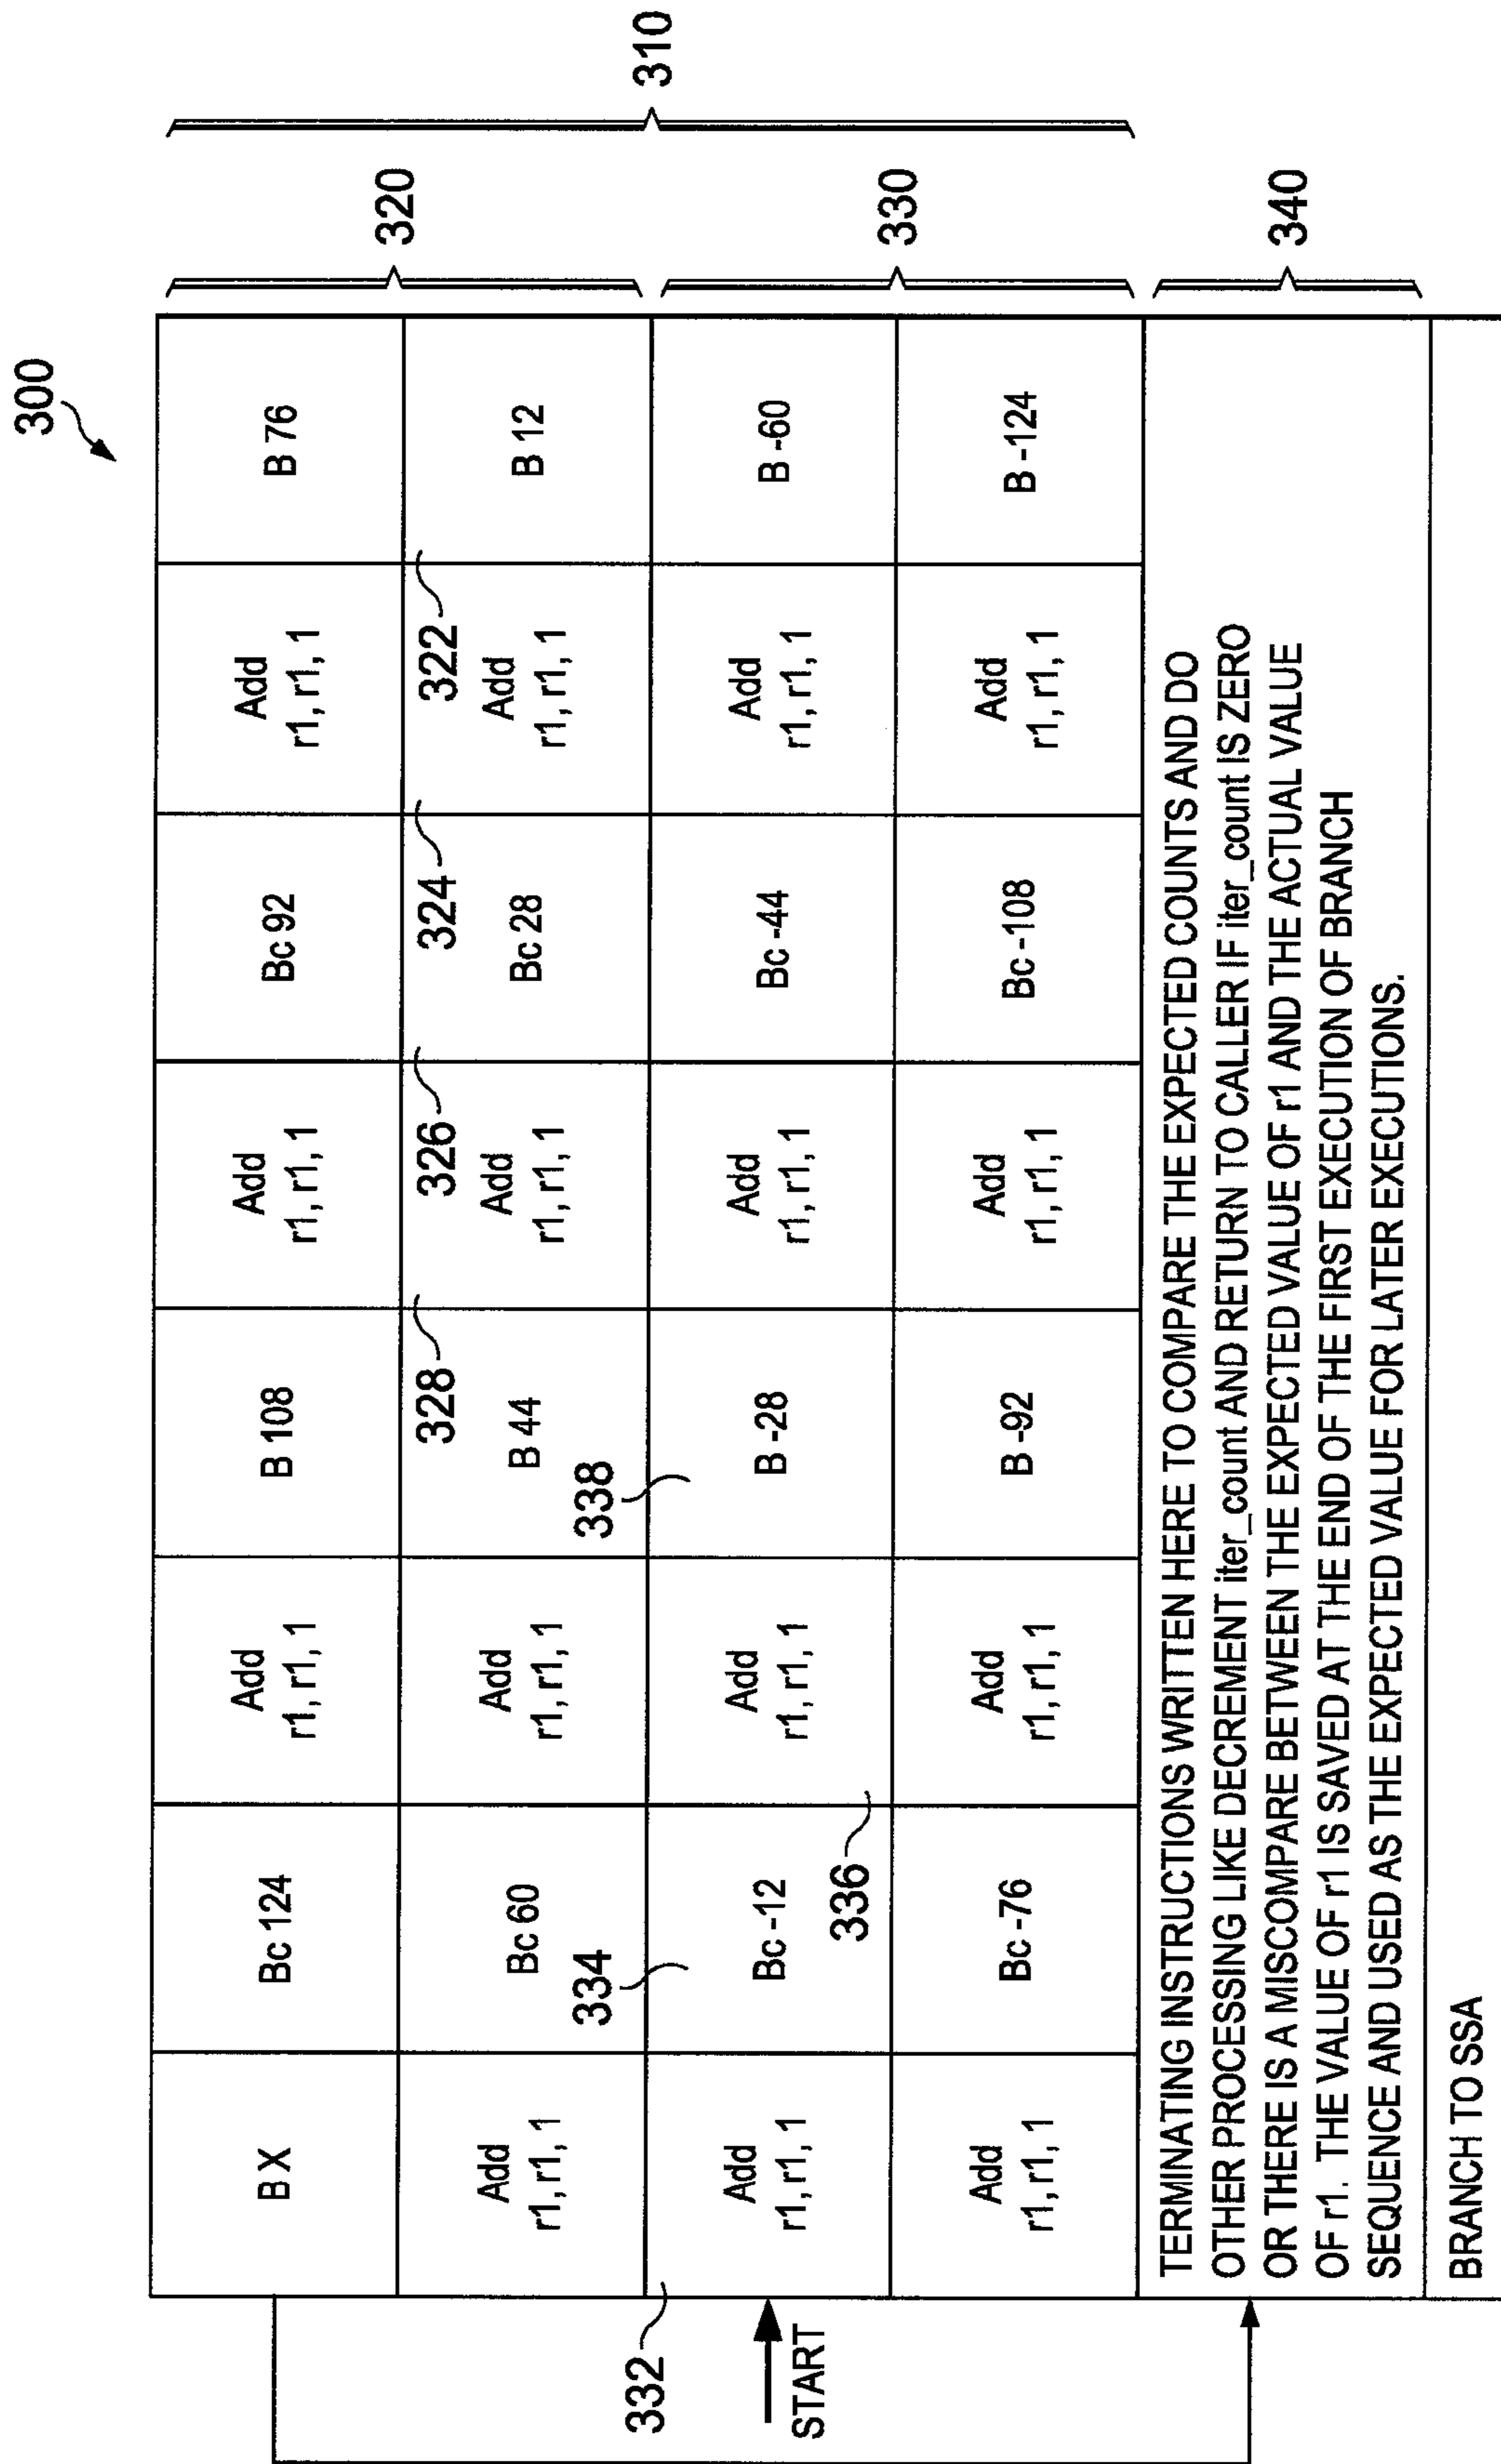 300
B X
Bc 124
Add
r1, r1, 1
B 108
Add
r1, r1, 1
Bc 92
Add
r1, r1, 1
B 76
Add
r1, r1, 1
Bc 60
Add
r1, r1, 1
B 44
Add
r1, r1, 1
Bc 28
Add
r1, r1, 1
B 12
328
326
324
322
320
Add
r1, r1, 1
Bc -12
Add
r1, r1, 1
B -28
Add
r1, r1, 1
Bc -44
Add
r1, r1, 1
B -60
332
334
336
338
START
Add
r1, r1, 1
Bc -76
Add
r1, r1, 1
B -92
Add
r1, r1, 1
Bc -108
Add
r1, r1, 1
B -124
330
310
TERMINATING INSTRUCTIONS WRITTEN HERE TO COMPARE THE EXPECTED COUNTS AND DO
OTHER PROCESSING LIKE DECREMENT iter_count AND RETURN TO CALLER IF iter_count IS ZERO
OR THERE IS A MISCOMPARE BETWEEN THE EXPECTED VALUE OF r1 AND THE ACTUAL VALUE
OF r1. THE VALUE OF r1 IS SAVED AT THE END OF THE FIRST EXECUTION OF BRANCH
SEQUENCE AND USED AS THE EXPECTED VALUE FOR LATER EXECUTIONS.
340
BRANCH TO SSA